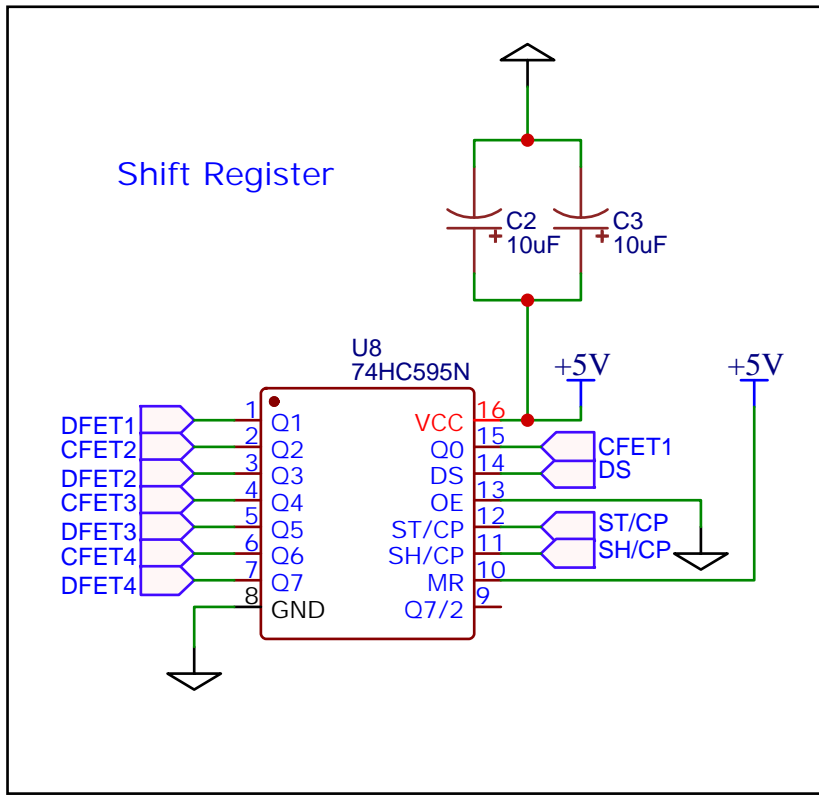 Shift Register
C2
10uF
C3
10uF
U8
74HC595N
+5V
+5V
DFET1 1 Q1 VCC 16
CFET2 2 Q2 Q0 15 CFET1
DFET2 3 Q3 DS 14 DS
CFET3 4 Q4 OE 13
DFET3 5 Q5 ST/CP 12 ST/CP
CFET4 6 Q6 SH/CP 11 SH/CP
DFET4 7 Q7 MR 10
8 GND Q7/2 9